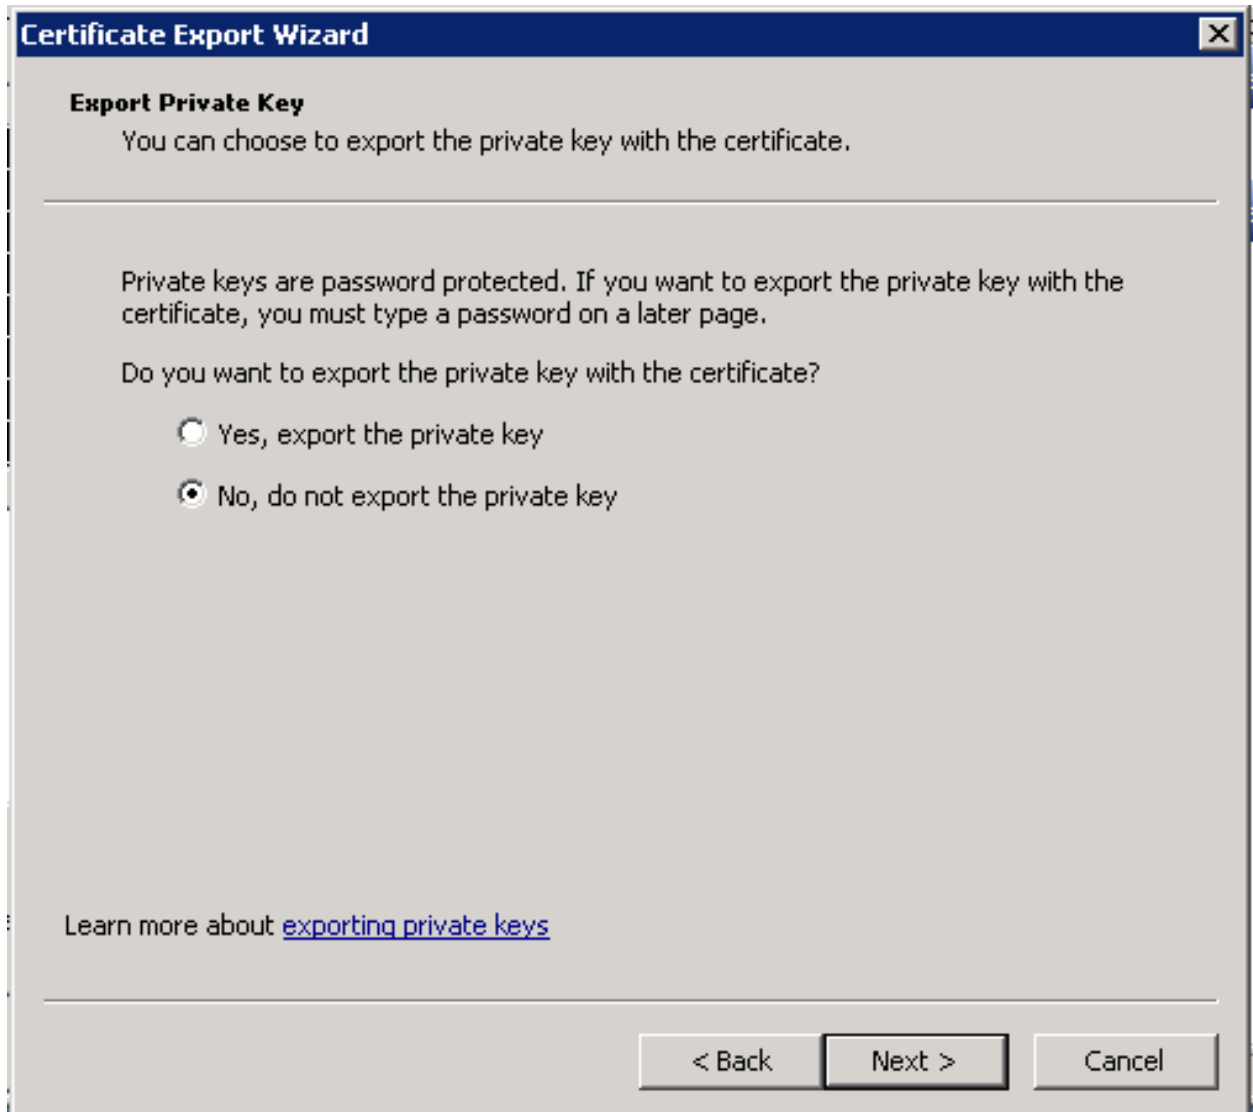 Certificate Export Wizard
Export Private Key
You can choose to export the private key with the certificate.
Private keys are password protected. If you want to export the private key with the
certificate, you must type a password on a later page.
Do you want to export the private key with the certificate?
Yes, export the private key
No, do not export the private key
Learn more about exporting private keys
< Back Next > Cancel